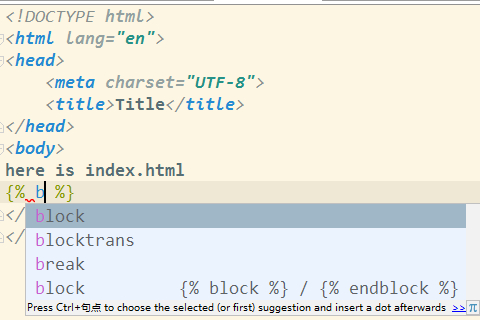 <!DOCTYPE html>
<html lang="en">
<head>
    <meta charset="UTF-8">
    <title>Title</title>
</head>
<body>
here is index.html
{% b %}
</
block
</
blocktrans
break
block {% block %} / {% endblock %}
Press Ctrl+句点 to choose the selected (or first) suggestion and insert a dot afterwards >> π